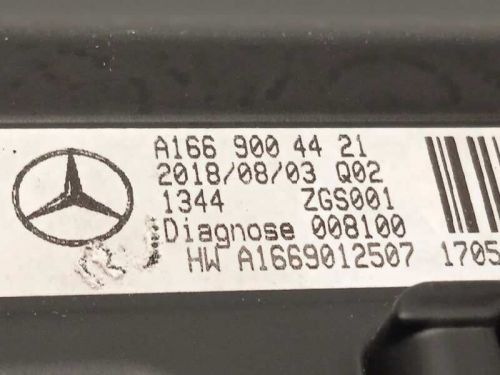 A166 900 44 21
2018/08/03 Q02
1344 ZGS001
Diagnose 008100
HW A1669012507 1705